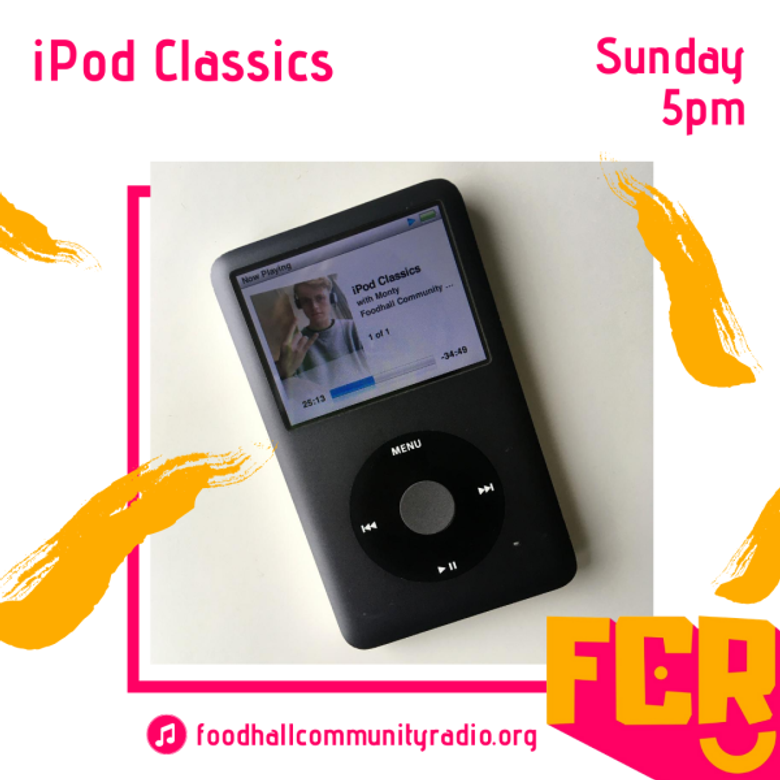 iPod Classics
Sunday
5pm
Now Playing
iPod Classics
with Monty
Foodhall Community ...
1 of 1
25:13
-34:49
MENU
foodhallcommunityradio.org
FCR